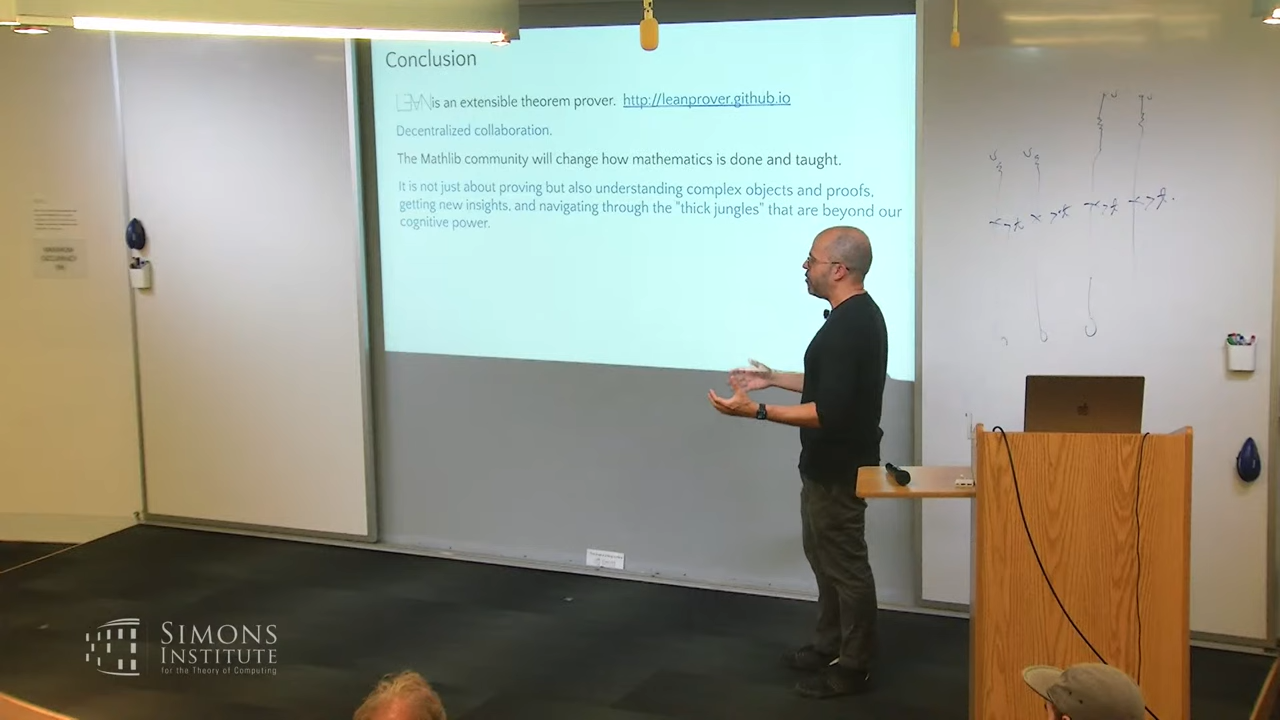 Conclusion
LEAN is an extensible theorem prover. http://leanprover.github.io
Decentralized collaboration.
The Mathlib community will change how mathematics is done and taught.
It is not just about proving but also understanding complex objects and proofs,
getting new insights, and navigating through the "thick jungles" that are beyond our
cognitive power.
MAXIMUM
OCCUPANCY
SIMONS
INSTITUTE
for the Theory of Computing